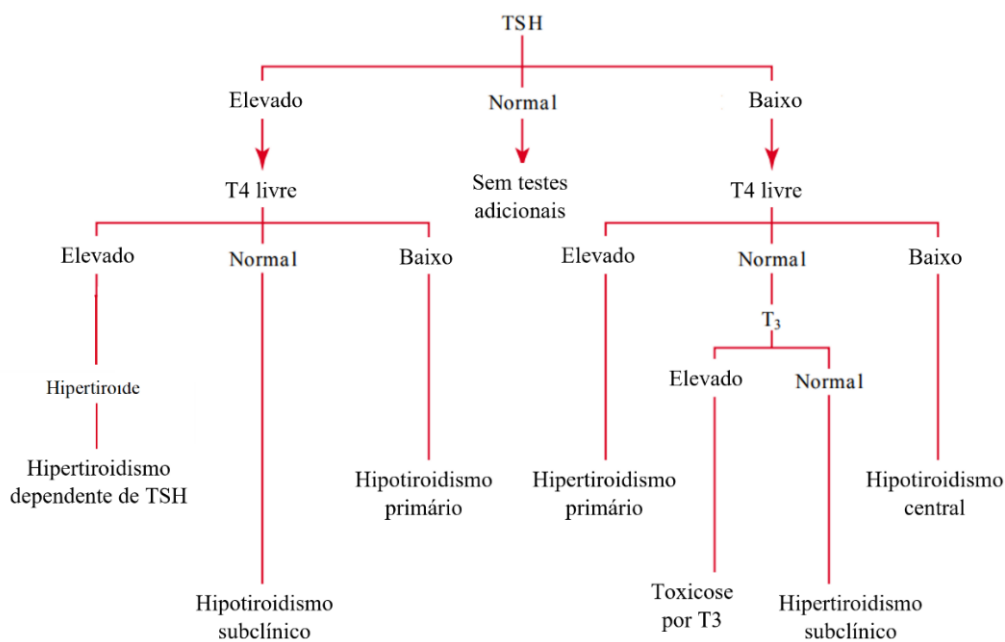 TSH
Elevado
Normal
Baixo
T4 livre
Sem testes
adicionais
T4 livre
Elevado
Normal
Baixo
Elevado
Normal
Baixo
T₃
Elevado
Normal
Hipertiroide
Hipertiroidismo
dependente de TSH
Hipotiroidismo
primário
Hipertiroidismo
primário
Hipotiroidismo
central
Hipotiroidismo
subclínico
Toxicose
por T3
Hipertiroidismo
subclínico